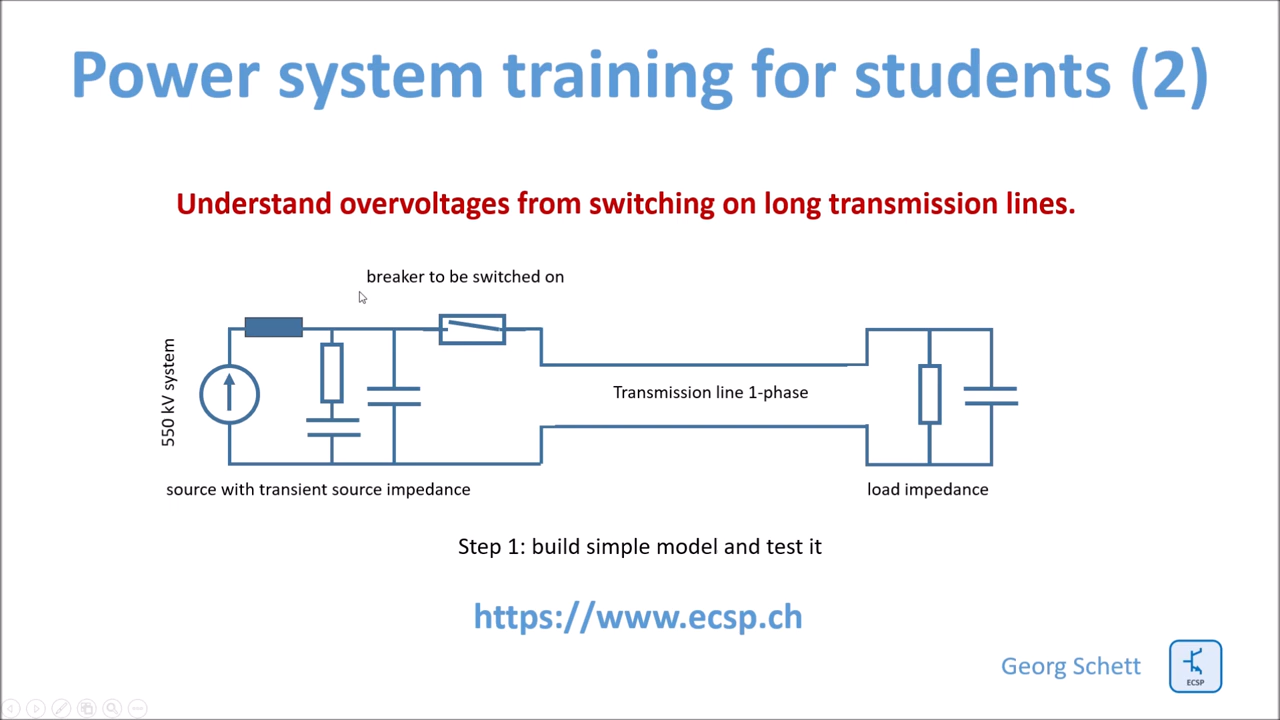 Power system training for students (2)
Understand overvoltages from switching on long transmission lines.
breaker to be switched on
550 kV system
Transmission line 1-phase
source with transient source impedance
load impedance
Step 1: build simple model and test it
https://www.ecsp.ch
Georg Schett
ECSP